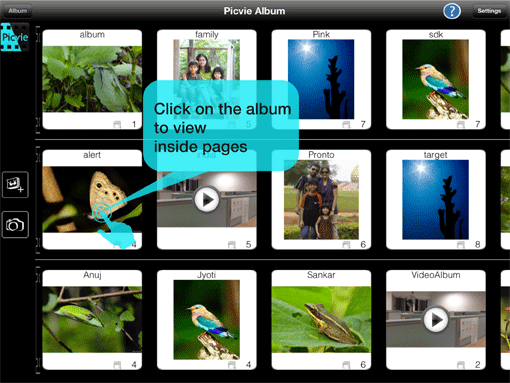 Album
Picvie Album
?
Settings
Picvie
album
family
Pink
sdk
1
5
7
4
Click on the album
to view
inside pages
alert
Pronto
target
4
5
6
8
Anuj
Jyoti
Sankar
VideoAlbum
4
4
6
2